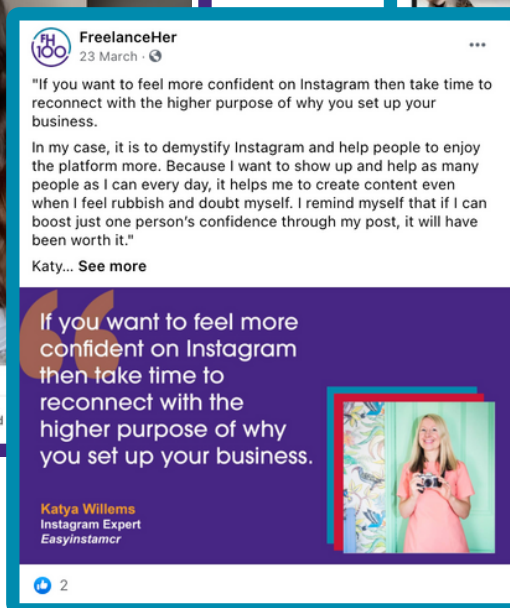 FH
100
FreelanceHer
23 March ·
"If you want to feel more confident on Instagram then take time to
reconnect with the higher purpose of why you set up your
business.
In my case, it is to demystify Instagram and help people to enjoy
the platform more. Because I want to show up and help as many
people as I can every day, it helps me to create content even
when I feel rubbish and doubt myself. I remind myself that if I can
boost just one person's confidence through my post, it will have
been worth it."
Katy... See more
If you want to feel more
confident on Instagram
then take time to
reconnect with the
higher purpose of why
you set up your business.
Katya Willems
Instagram Expert
Easyinstamcr
2